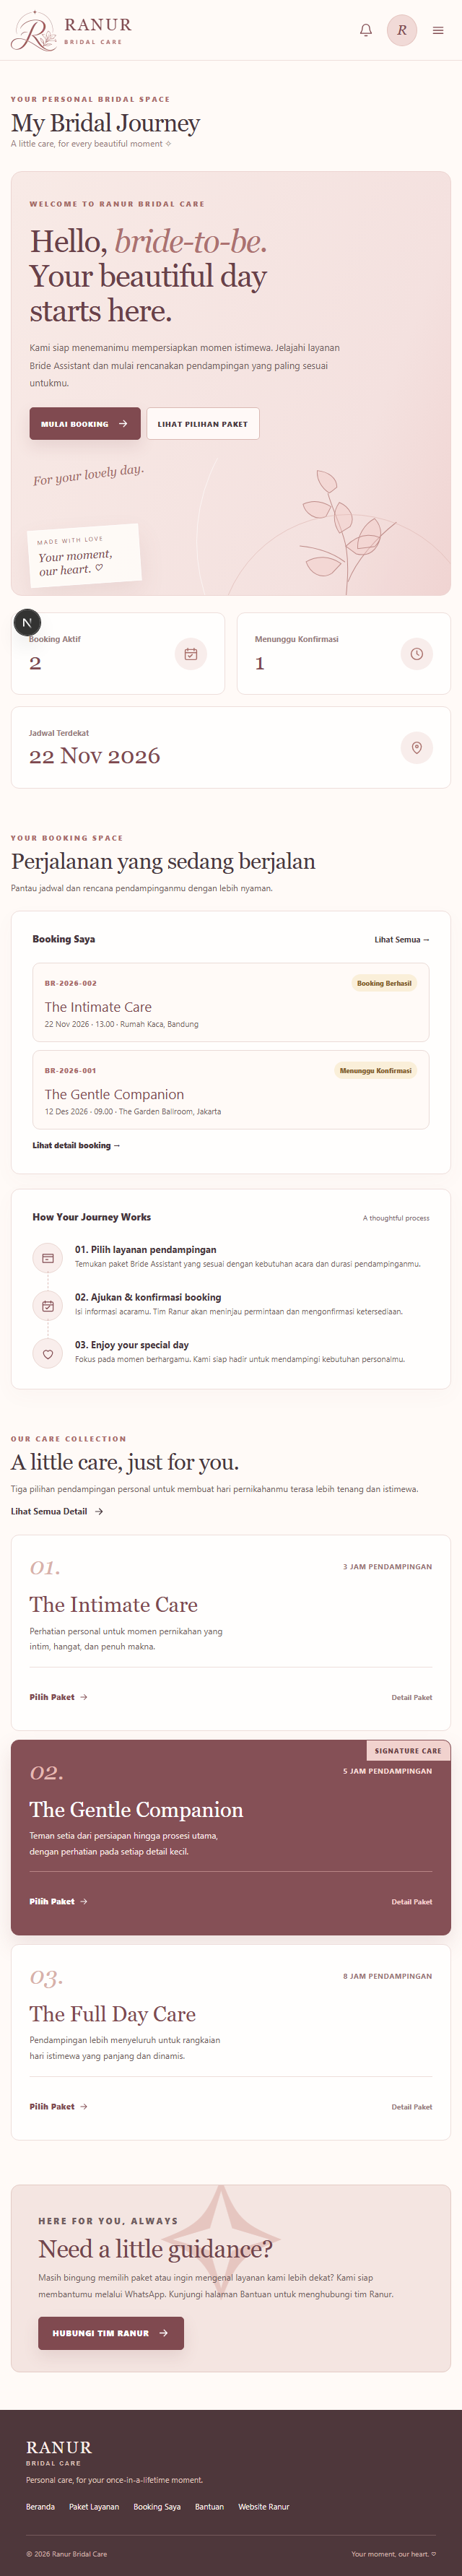 RANUR
BRIDAL CARE
R
YOUR PERSONAL BRIDAL SPACE
My Bridal Journey
A little care, for every beautiful moment ✧
WELCOME TO RANUR BRIDAL CARE
Hello, bride-to-be.
Your beautiful day
starts here.
Kami siap menemanimu mempersiapkan momen istimewa. Jelajahi layanan
Bride Assistant dan mulai rencanakan pendampingan yang paling sesuai
untukmu.
MULAI BOOKING →
LIHAT PILIHAN PAKET
For your lovely day.
MADE WITH LOVE
Your moment,
our heart. ♡
N
Booking Aktif
2
Menunggu Konfirmasi
1
Jadwal Terdekat
22 Nov 2026
YOUR BOOKING SPACE
Perjalanan yang sedang berjalan
Pantau jadwal dan rencana pendampinganmu dengan lebih nyaman.
Booking Saya
Lihat Semua →
BR-2026-002
Booking Berhasil
The Intimate Care
22 Nov 2026 · 13.00 · Rumah Kaca, Bandung
BR-2026-001
Menunggu Konfirmasi
The Gentle Companion
12 Des 2026 · 09.00 · The Garden Ballroom, Jakarta
Lihat detail booking →
How Your Journey Works
A thoughtful process
01. Pilih layanan pendampingan
Temukan paket Bride Assistant yang sesuai dengan kebutuhan acara dan durasi pendampinganmu.
02. Ajukan & konfirmasi booking
Isi informasi acaramu. Tim Ranur akan meninjau permintaan dan mengonfirmasi ketersediaan.
03. Enjoy your special day
Fokus pada momen berhargamu. Kami siap hadir untuk mendampingi kebutuhan personalmu.
OUR CARE COLLECTION
A little care, just for you.
Tiga pilihan pendampingan personal untuk membuat hari pernikahanmu terasa lebih tenang dan istimewa.
Lihat Semua Detail →
01.
3 JAM PENDAMPINGAN
The Intimate Care
Perhatian personal untuk momen pernikahan yang
intim, hangat, dan penuh makna.
Pilih Paket →
Detail Paket
SIGNATURE CARE
02.
5 JAM PENDAMPINGAN
The Gentle Companion
Teman setia dari persiapan hingga prosesi utama,
dengan perhatian pada setiap detail kecil.
Pilih Paket →
Detail Paket
03.
8 JAM PENDAMPINGAN
The Full Day Care
Pendampingan lebih menyeluruh untuk rangkaian
hari istimewa yang panjang dan dinamis.
Pilih Paket →
Detail Paket
HERE FOR YOU, ALWAYS
Need a little guidance?
Masih bingung memilih paket atau ingin mengenal layanan kami lebih dekat? Kami siap
membantumu melalui WhatsApp. Kunjungi halaman Bantuan untuk menghubungi tim Ranur.
HUBUNGI TIM RANUR →
RANUR
BRIDAL CARE
Personal care, for your once-in-a-lifetime moment.
Beranda Paket Layanan Booking Saya Bantuan Website Ranur
© 2026 Ranur Bridal Care
Your moment, our heart. ♡